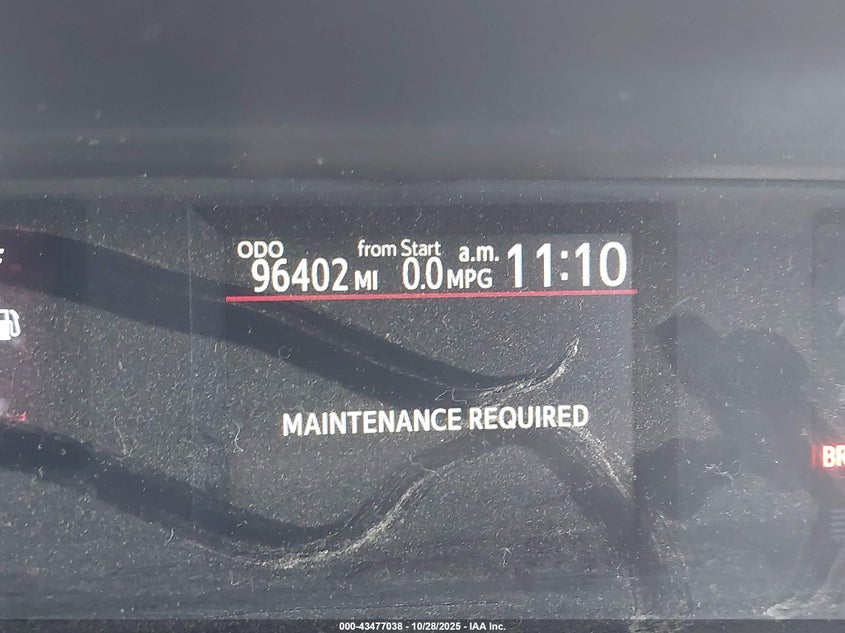 ODO from Start a.m. 11:10
96402 MI 0.0 MPG
MAINTENANCE REQUIRED
BR
000-43477038 - 10/28/2025 - IAA Inc.